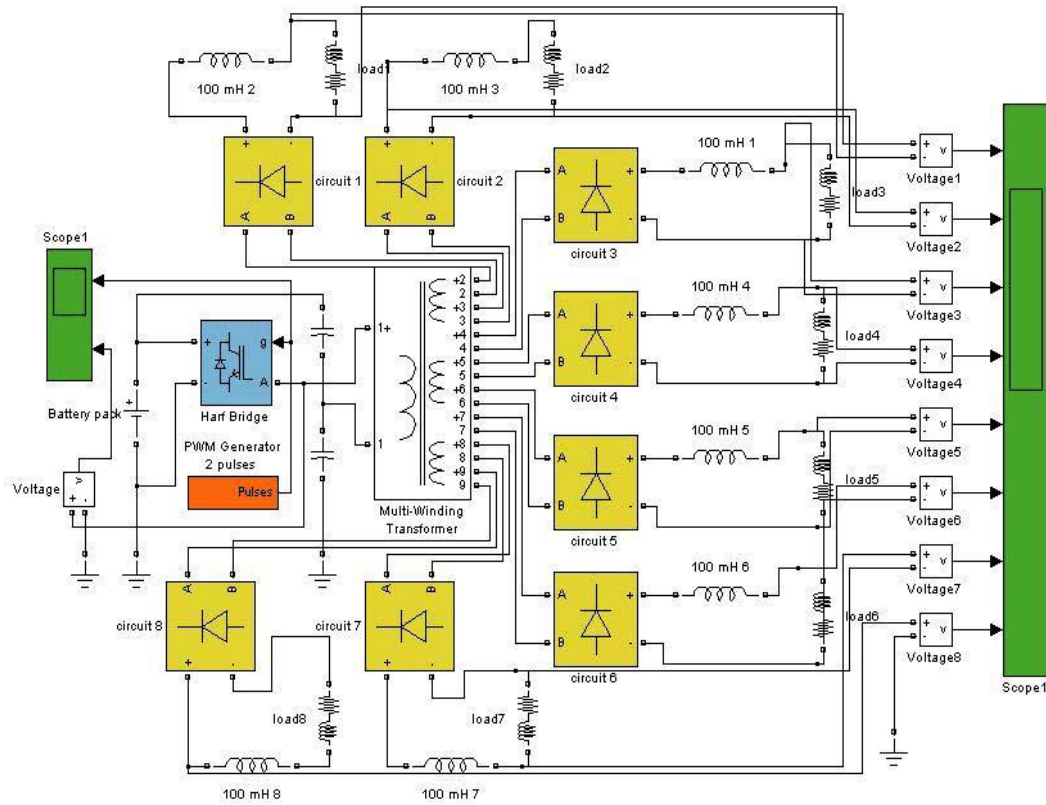 100 mH 2
load1
100 mH 3
load2
+ -
circuit 1
A B
+ -
circuit 2
A B
100 mH 1
A +
B -
circuit 3
load3
+ v
-
Voltage1
+ v
-
Voltage2
Scope1
+2
2
+3
3
+4
4
+5
5
+6
6
+7
7
+8
8
+9
9
1+
1
Multi-Winding
Transformer
+ g
- A
Harf Bridge
Battery pack
+
PWM Generator
2 pulses
Pulses
Voltage
v
+ -
100 mH 4
A +
B -
circuit 4
load4
+ v
-
Voltage3
+ v
-
Voltage4
100 mH 5
A +
B -
circuit 5
load5
+ v
-
Voltage5
+ v
-
Voltage6
100 mH 6
A +
B -
circuit 6
load6
+ v
-
Voltage7
+ v
-
Voltage8
Scope1
A B
circuit 8
+ -
A B
circuit 7
+ -
load8
load7
100 mH 8
100 mH 7